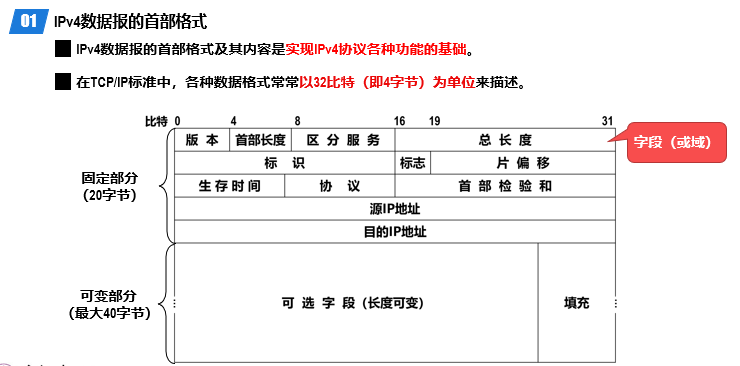 01 IPv4数据报的首部格式
IPv4数据报的首部格式及其内容是实现IPv4协议各种功能的基础。
在TCP/IP标准中，各种数据格式常常以32比特（即4字节）为单位来描述。
比特 0 4 8 16 19 31
版 本 首部长度 区 分 服 务 总 长 度
字段（或域）
标 识 标志 片 偏 移
固定部分
（20字节）
生 存 时 间 协 议 首 部 检 验 和
源IP地址
目的IP地址
可变部分
（最大40字节）
可 选 字 段（长度可变） 填充